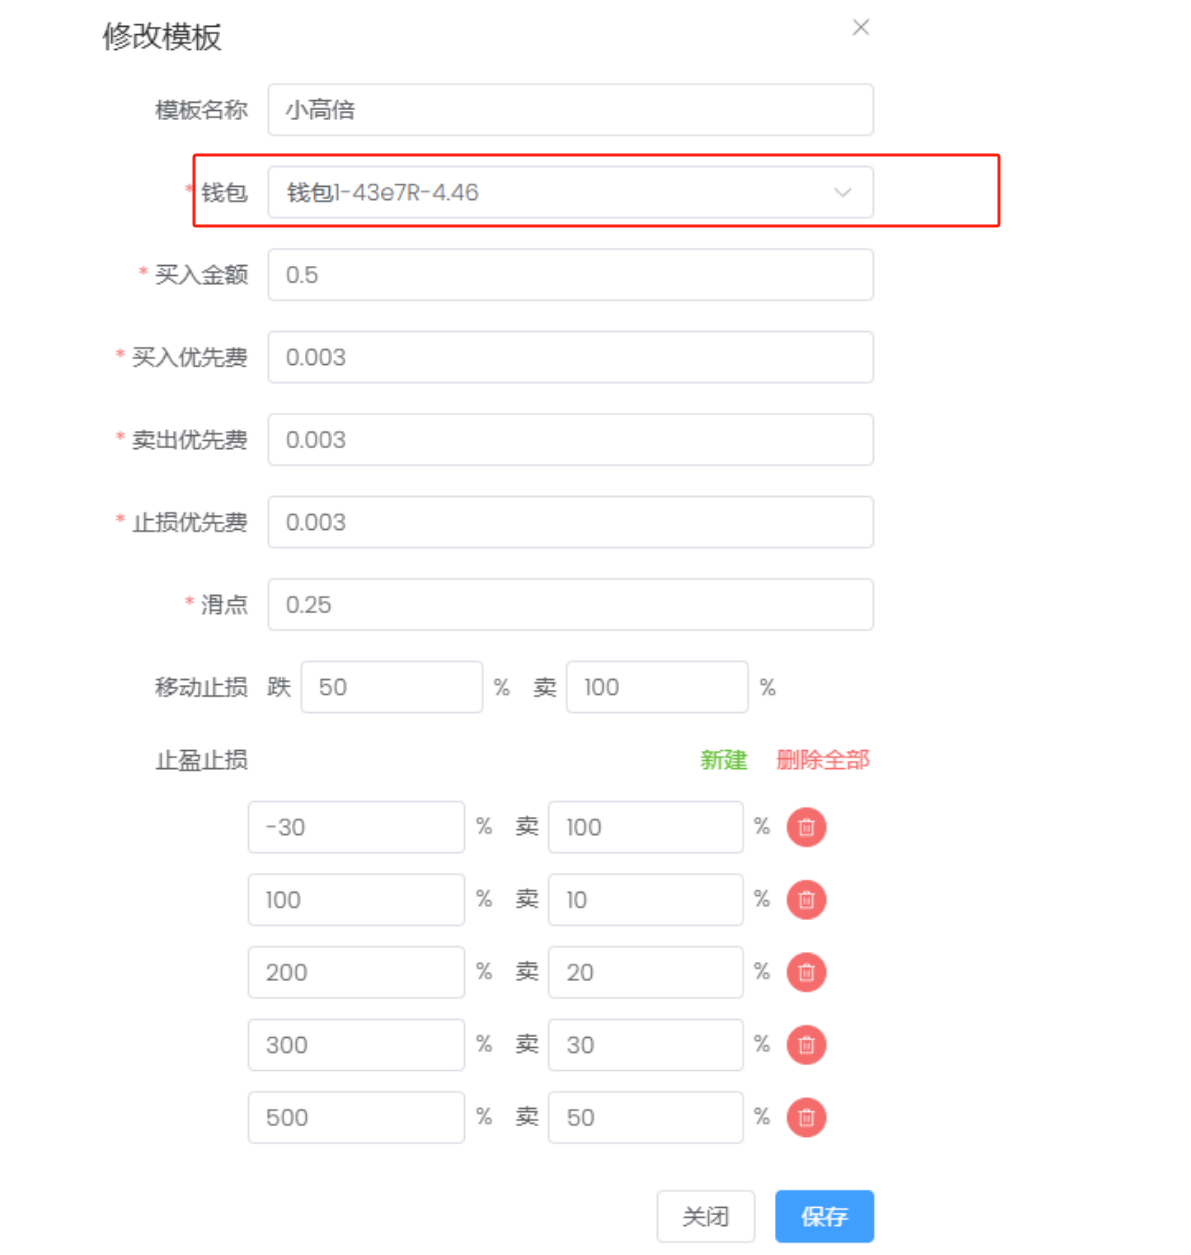 修改模板
模板名称 小高倍
* 钱包 钱包1-43e7R-4.46
* 买入金额 0.5
* 买入优先费 0.003
* 卖出优先费 0.003
* 止损优先费 0.003
* 滑点 0.25
移动止损 跌 50 % 卖 100 %
止盈止损 新建 删除全部
-30 % 卖 100 %
100 % 卖 10 %
200 % 卖 20 %
300 % 卖 30 %
500 % 卖 50 %
关闭 保存